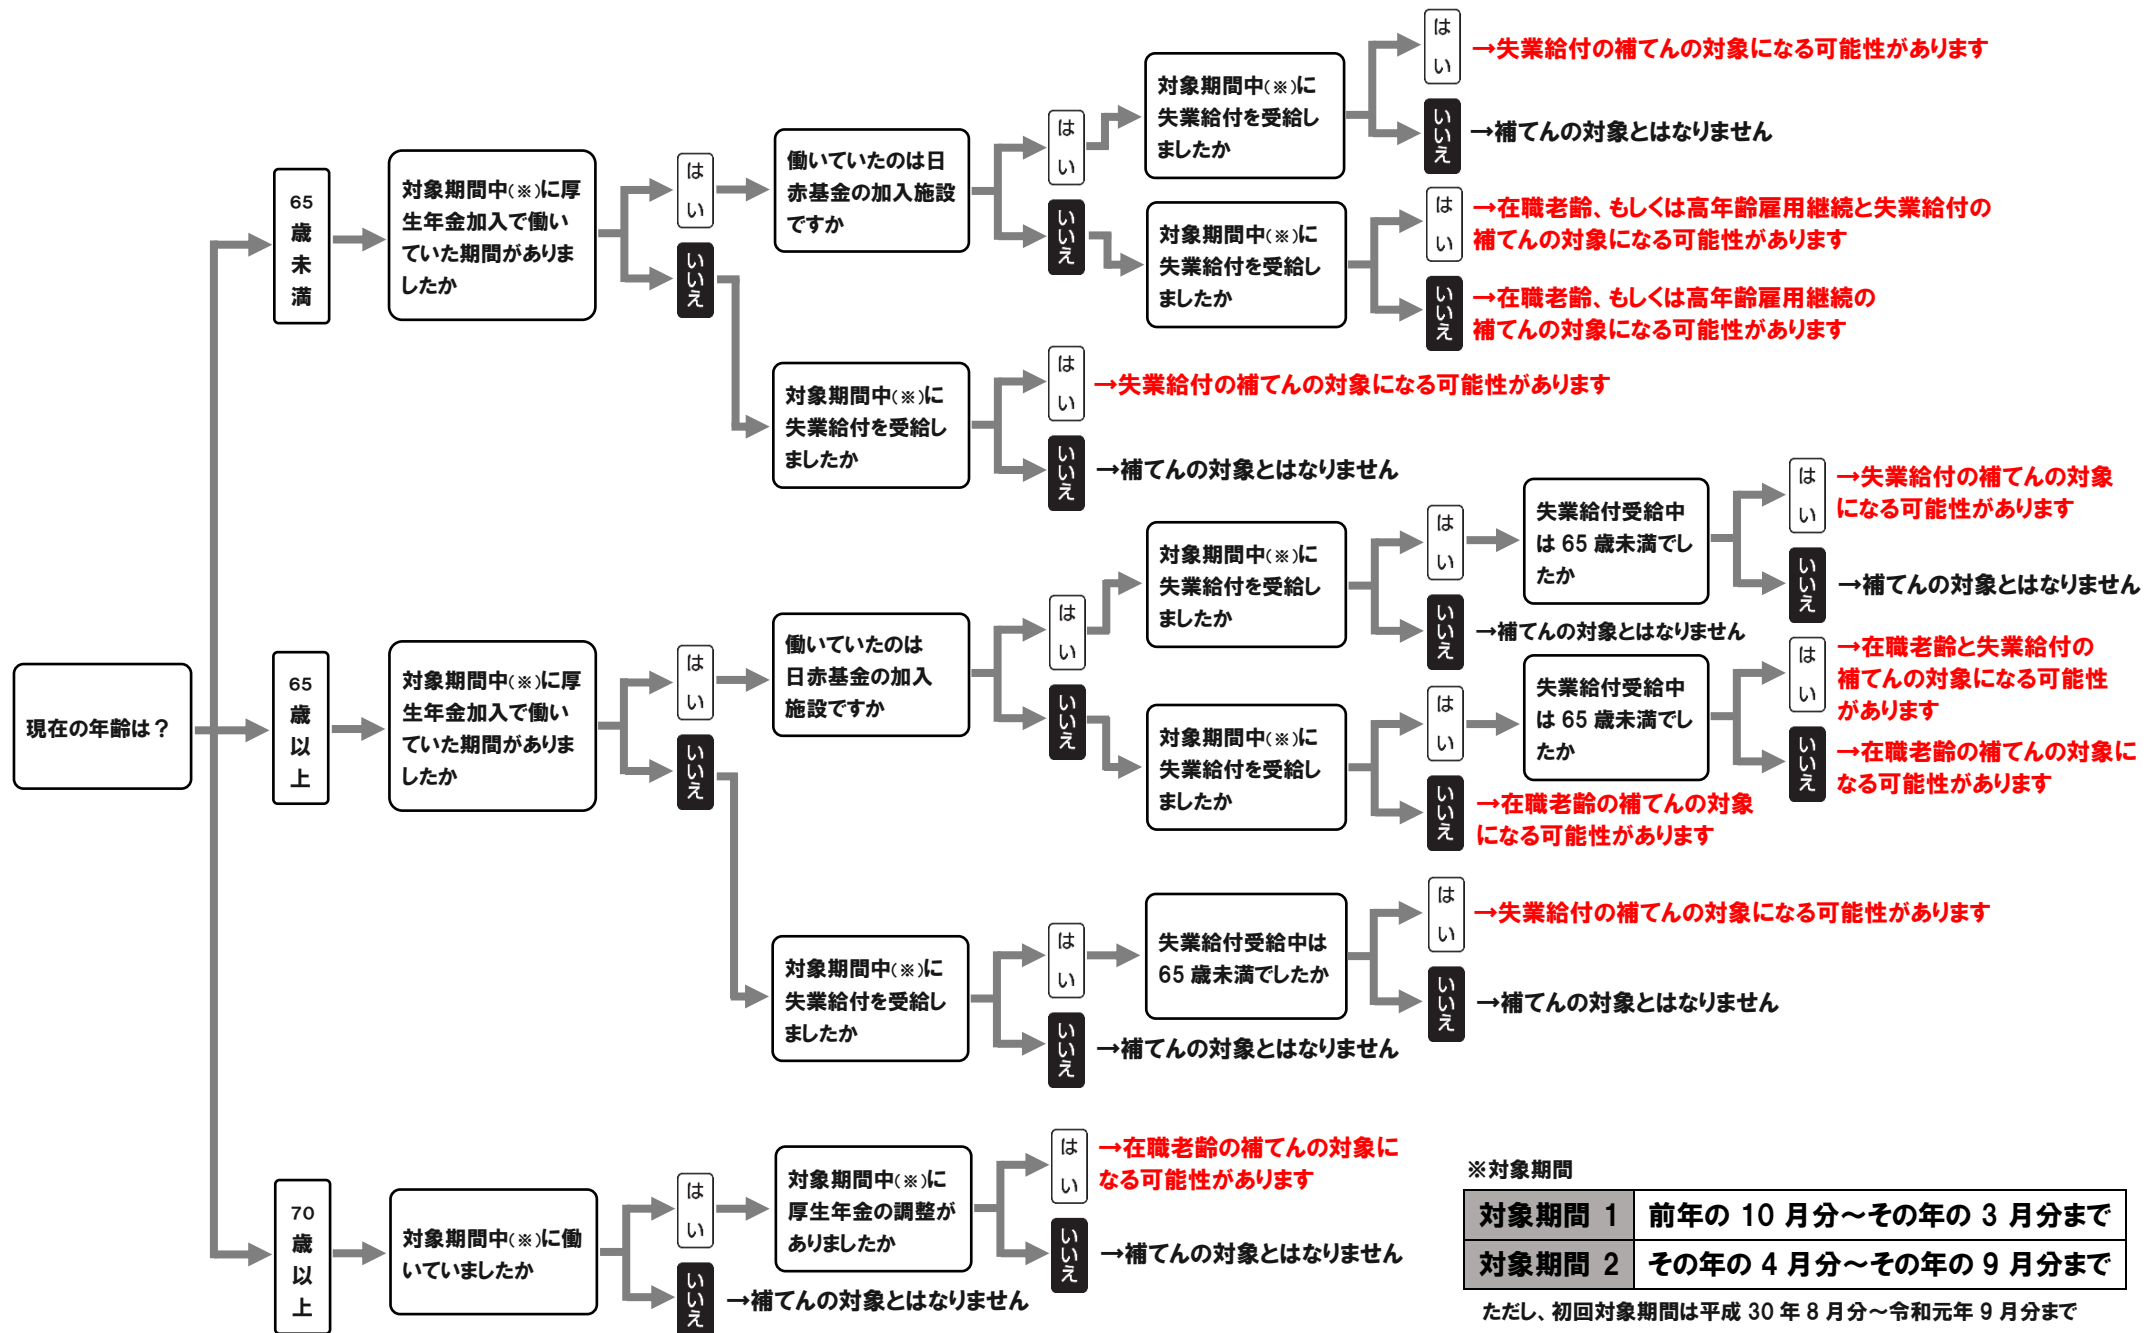 現在の年齢は？
65
歳
未
満
対象期間中(※)に厚
生年金加入で働い
ていた期間がありま
したか
はい
いいえ
働いていたのは日
赤基金の加入施設
ですか
はい
いいえ
対象期間中(※)に
失業給付を受給し
ましたか
はい
→失業給付の補てんの対象になる可能性があります
いいえ
→補てんの対象とはなりません
対象期間中(※)に
失業給付を受給し
ましたか
はい
→在職老齢、もしくは高年齢雇用継続と失業給付の
補てんの対象になる可能性があります
いいえ
→在職老齢、もしくは高年齢雇用継続の
補てんの対象になる可能性があります
対象期間中(※)に
失業給付を受給し
ましたか
はい
→失業給付の補てんの対象になる可能性があります
いいえ
→補てんの対象とはなりません
65
歳
以
上
対象期間中(※)に厚
生年金加入で働い
ていた期間がありま
したか
はい
いいえ
働いていたのは
日赤基金の加入
施設ですか
はい
いいえ
対象期間中(※)に
失業給付を受給し
ましたか
はい
いいえ
→補てんの対象とはなりません
失業給付受給中
は 65 歳未満でし
たか
はい
→失業給付の補てんの対象
になる可能性があります
いいえ
→補てんの対象とはなりません
対象期間中(※)に
失業給付を受給し
ましたか
はい
いいえ
→在職老齢の補てんの対象
になる可能性があります
失業給付受給中
は 65 歳未満でし
たか
はい
→在職老齢と失業給付の
補てんの対象になる可能性
があります
いいえ
→在職老齢の補てんの対象に
なる可能性があります
対象期間中(※)に
失業給付を受給し
ましたか
はい
いいえ
→補てんの対象とはなりません
失業給付受給中は
65 歳未満でしたか
はい
→失業給付の補てんの対象になる可能性があります
いいえ
→補てんの対象とはなりません
70
歳
以
上
対象期間中(※)に働
いていましたか
はい
いいえ
→補てんの対象とはなりません
対象期間中(※)に
厚生年金の調整が
ありましたか
はい
→在職老齢の補てんの対象に
なる可能性があります
いいえ
→補てんの対象とはなりません
※対象期間
対象期間 1 前年の 10 月分～その年の 3 月分まで
対象期間 2 その年の 4 月分～その年の 9 月分まで
ただし、初回対象期間は平成 30 年 8 月分～令和元年 9 月分まで